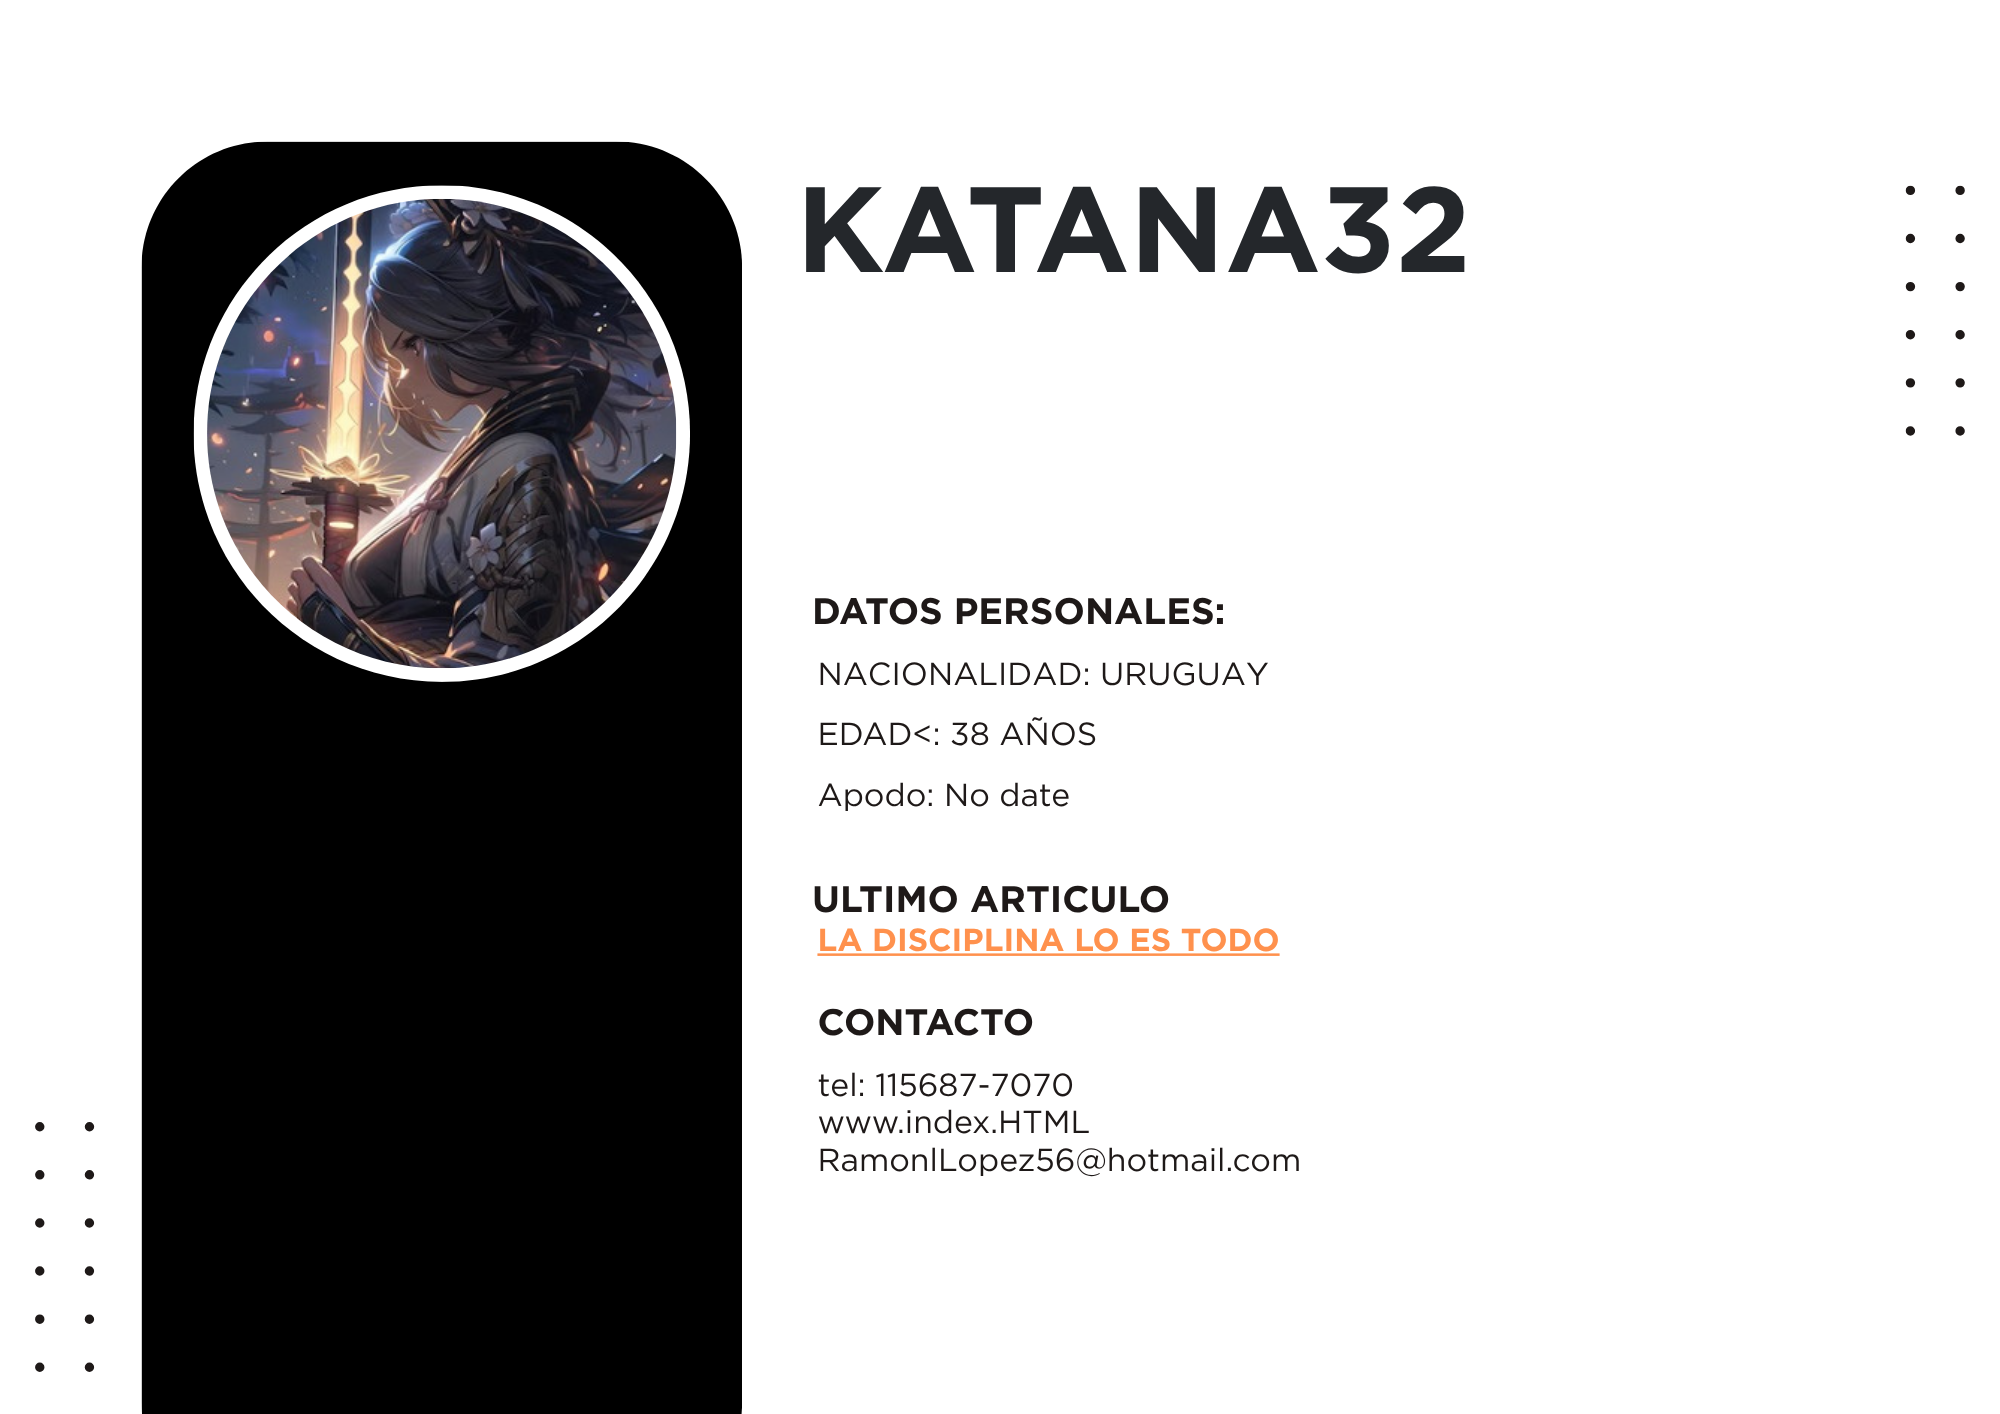 KATANA32
DATOS PERSONALES:
NACIONALIDAD: URUGUAY
EDAD<: 38 AÑOS
Apodo: No date
ULTIMO ARTICULO
LA DISCIPLINA LO ES TODO
CONTACTO
tel: 115687-7070
www.index.HTML
RamonlLopez56@hotmail.com